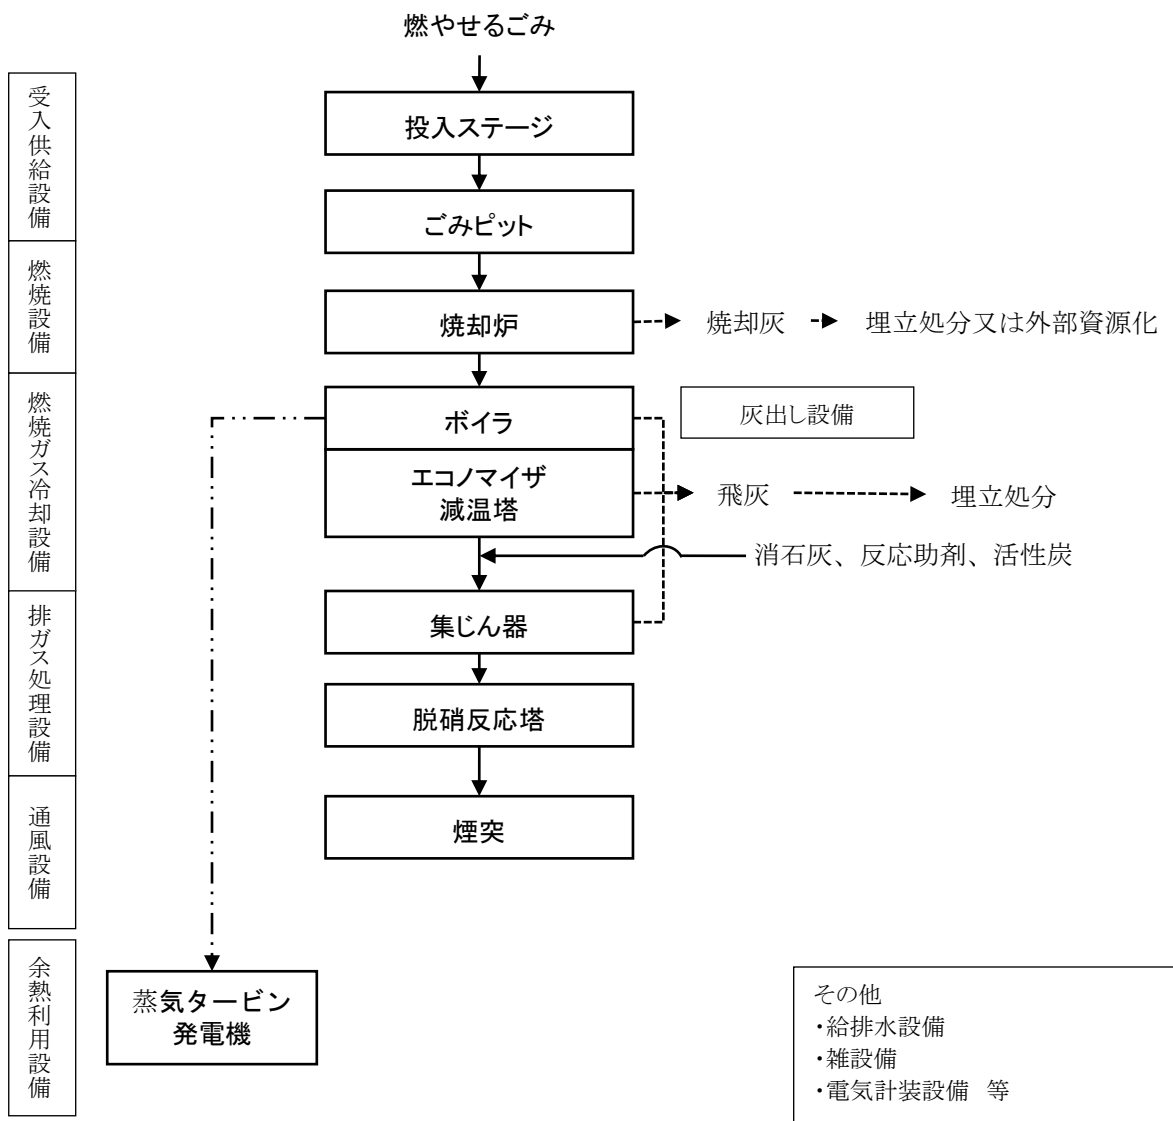 燃やせるごみ
受入供給設備
投入ステージ
ごみピット
燃焼設備
焼却炉
焼却灰
埋立処分又は外部資源化
燃焼ガス冷却設備
ボイラ
灰出し設備
エコノマイザ
減温塔
飛灰
埋立処分
消石灰、反応助剤、活性炭
排ガス処理設備
集じん器
脱硝反応塔
通風設備
煙突
余熱利用設備
蒸気タービン
発電機
その他
・給排水設備
・雑設備
・電気計装設備 等